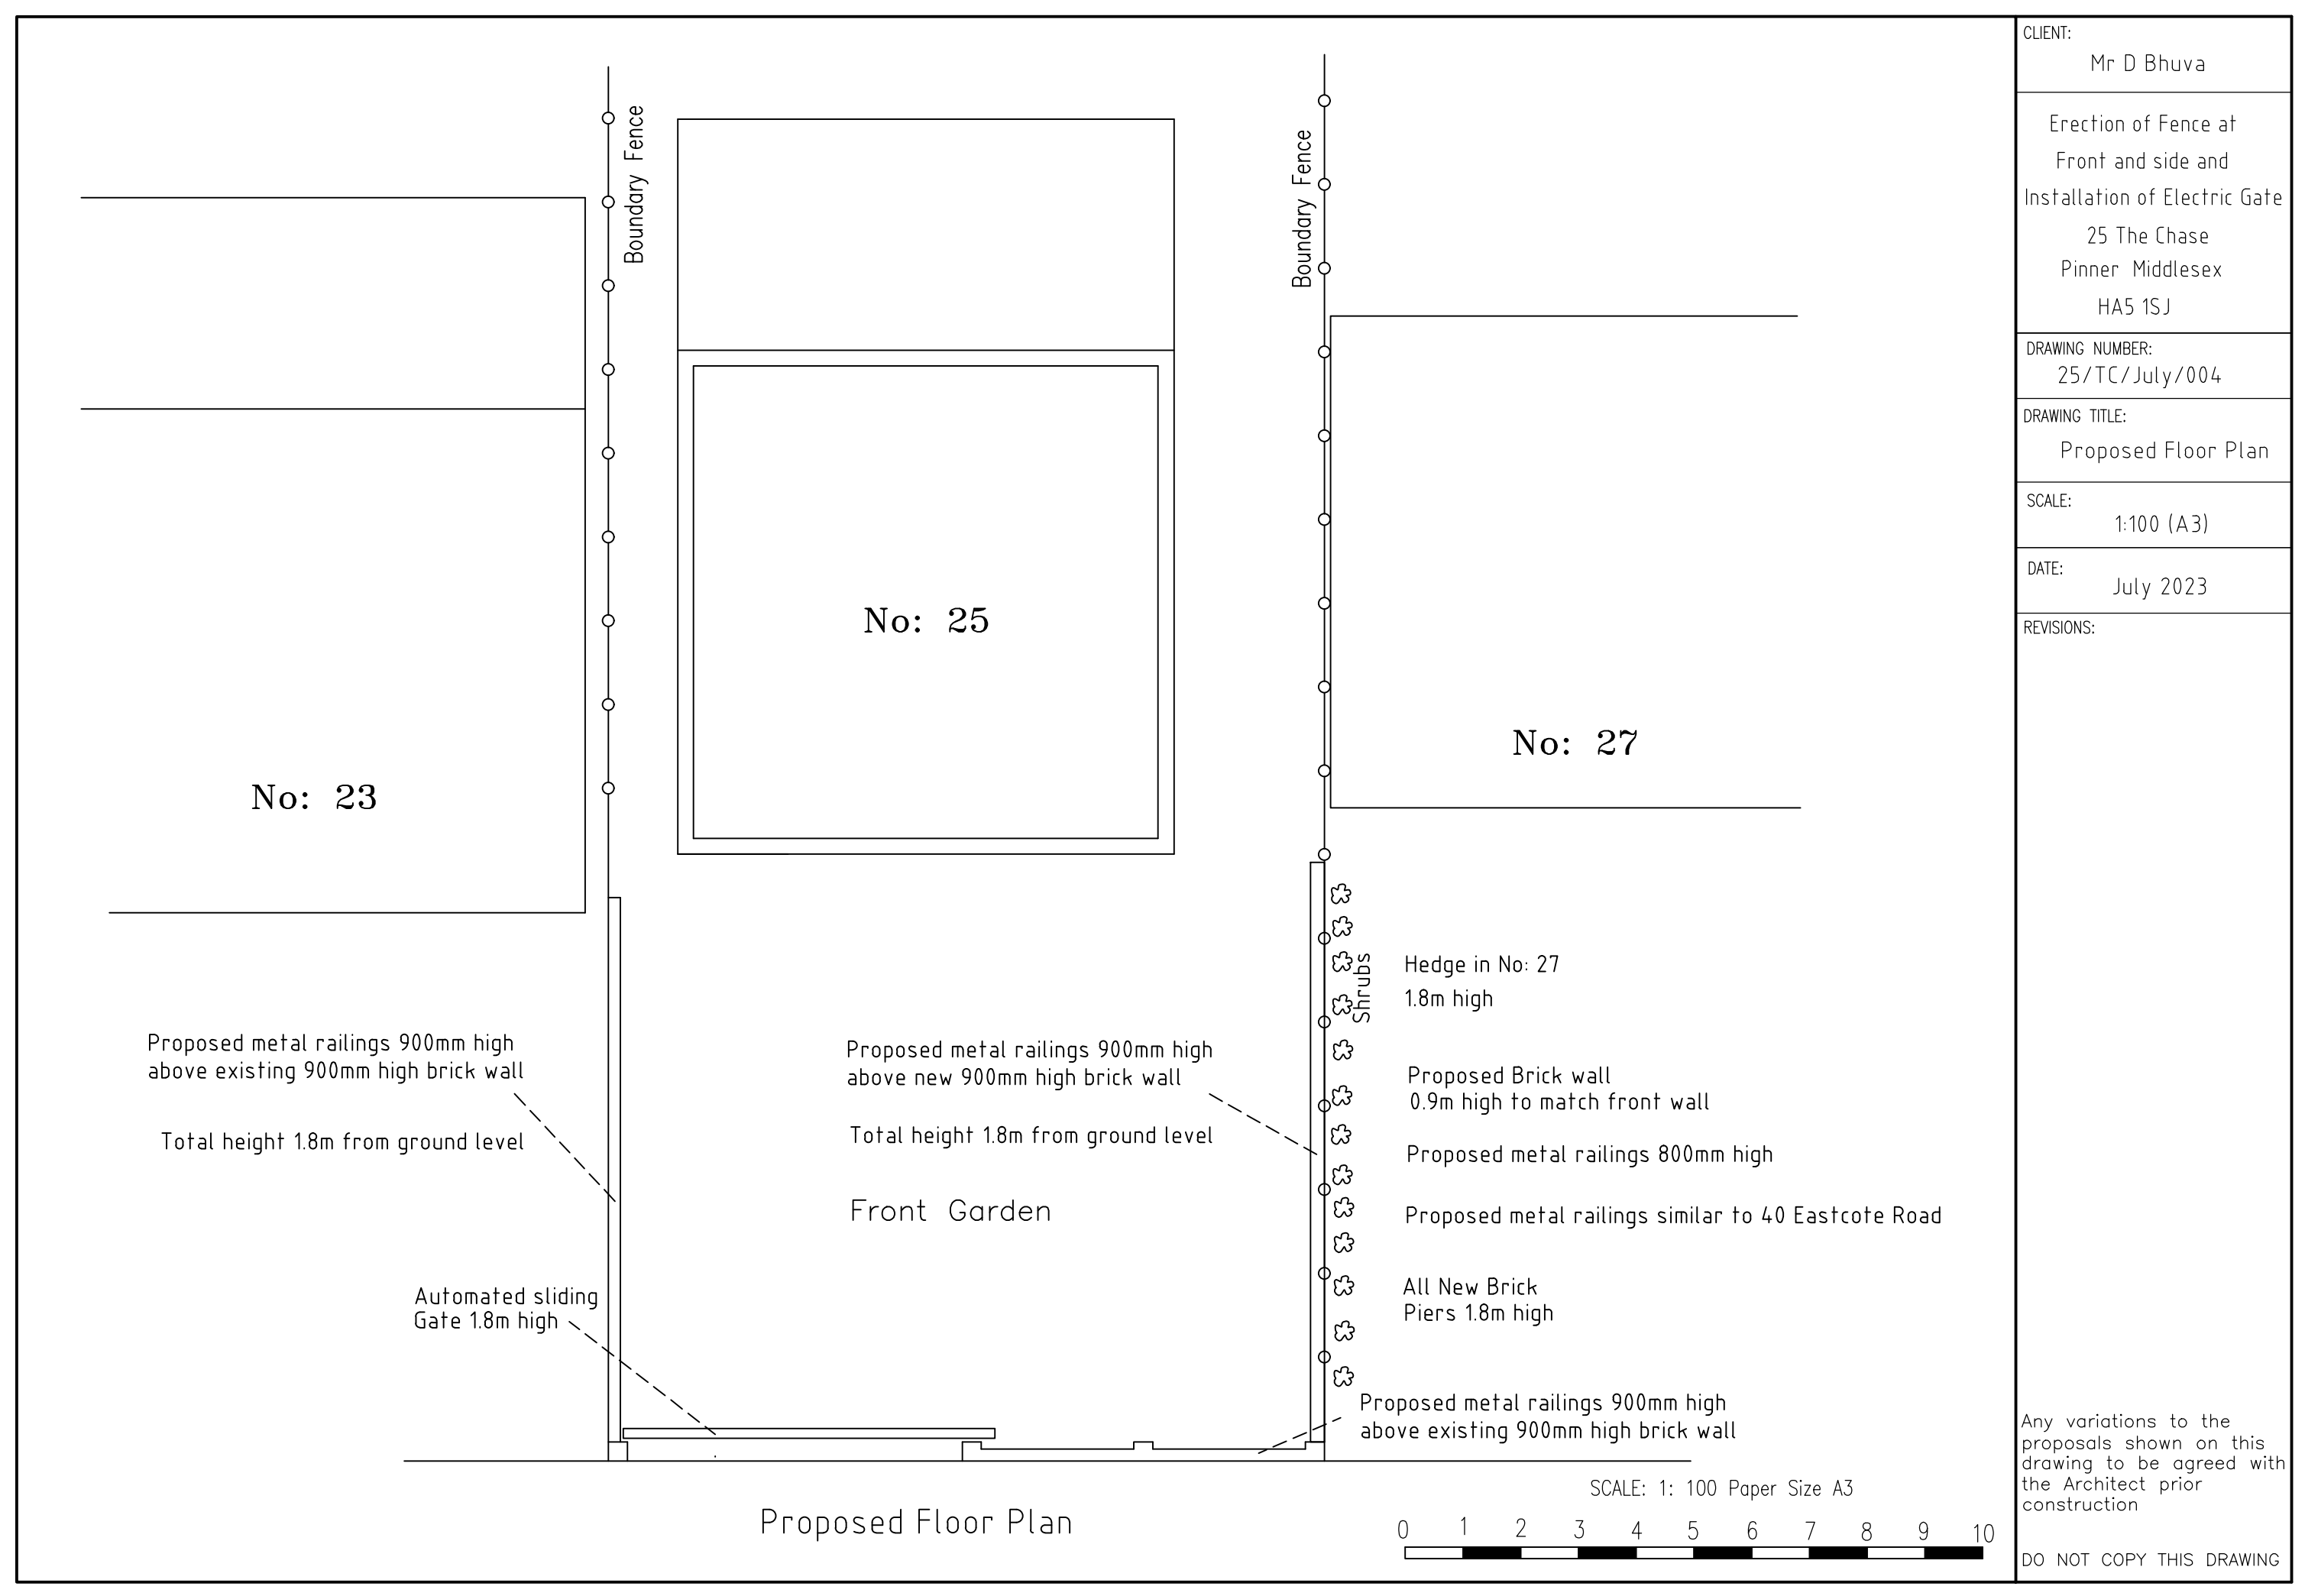 Boundary Fence
Boundary Fence
No: 25
No: 27
No: 23
Shrubs
Hedge in No: 27
1.8m high
Proposed metal railings 900mm high
above existing 900mm high brick wall
Total height 1.8m from ground level
Proposed metal railings 900mm high
above new 900mm high brick wall
Total height 1.8m from ground level
Front Garden
Proposed Brick wall
0.9m high to match front wall
Proposed metal railings 800mm high
Proposed metal railings similar to 40 Eastcote Road
All New Brick
Piers 1.8m high
Automated sliding
Gate 1.8m high
Proposed metal railings 900mm high
above existing 900mm high brick wall
Proposed Floor Plan
SCALE: 1: 100 Paper Size A3
0 1 2 3 4 5 6 7 8 9 10
CLIENT:
Mr D Bhuva
Erection of Fence at
Front and side and
Installation of Electric Gate
25 The Chase
Pinner Middlesex
HA5 1SJ
DRAWING NUMBER:
25/TC/July/004
DRAWING TITLE:
Proposed Floor Plan
SCALE:
1:100 (A3)
DATE:
July 2023
REVISIONS:
Any variations to the
proposals shown on this
drawing to be agreed with
the Architect prior
construction
DO NOT COPY THIS DRAWING